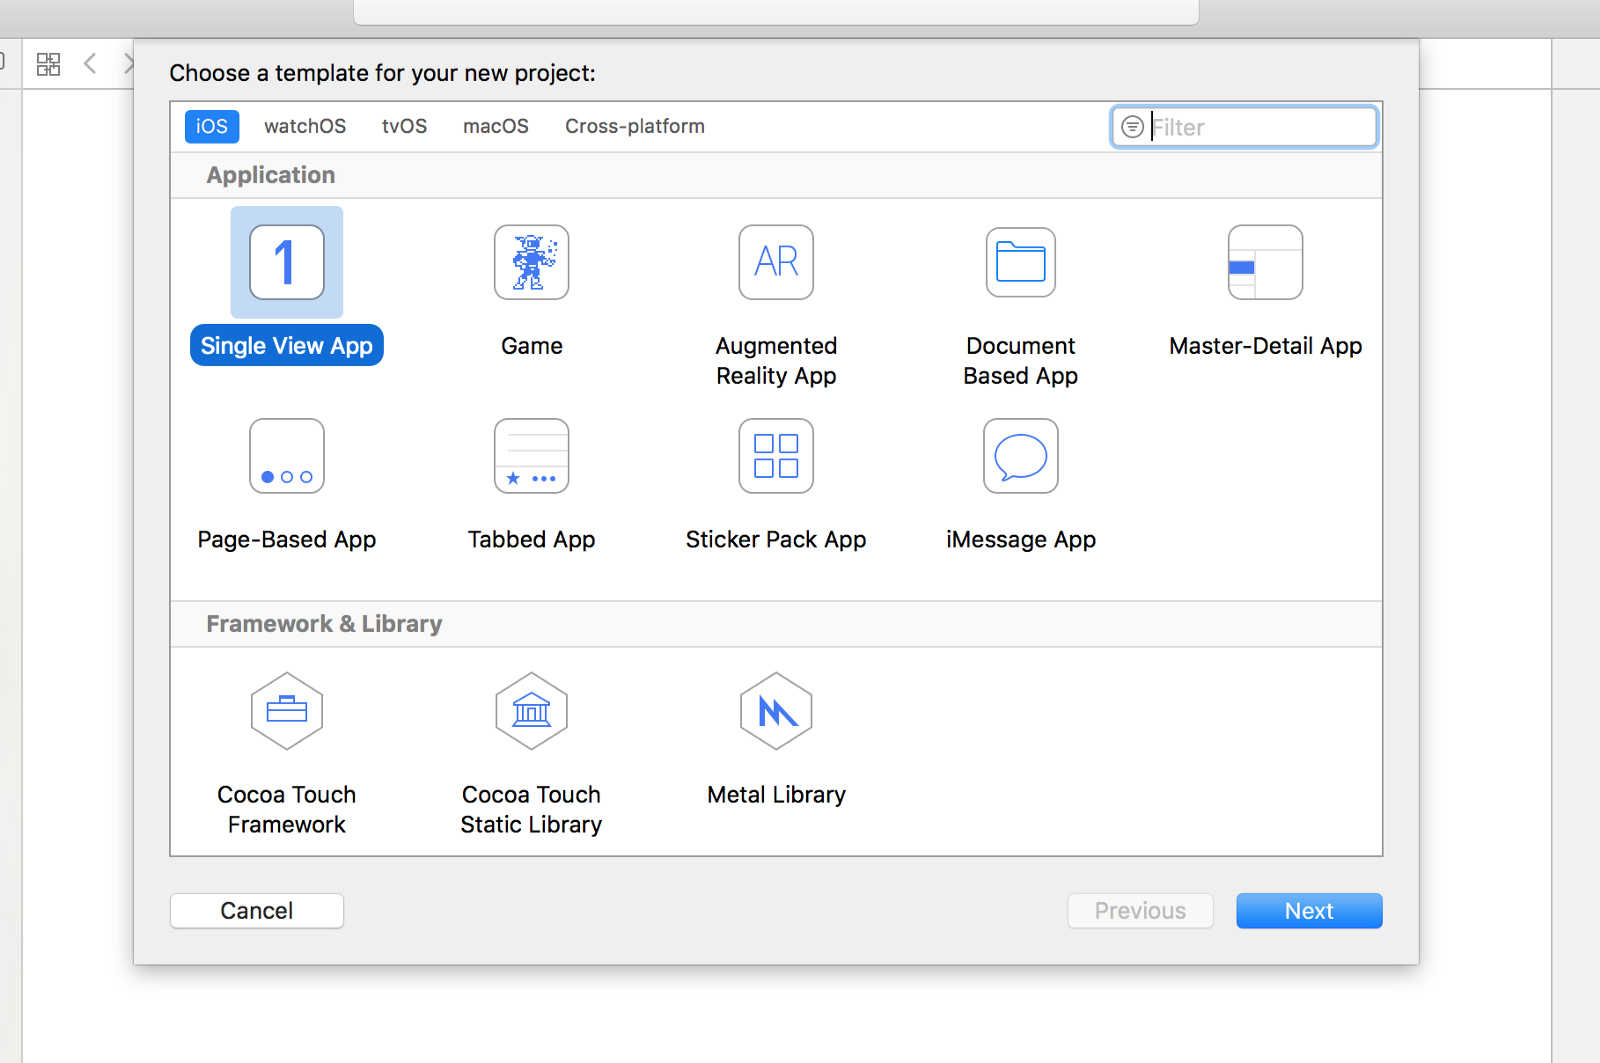 Choose a template for your new project:
iOS watchOS tvOS macOS Cross-platform Filter
Application
1
AR
Single View App
Game
Augmented
Reality App
Document
Based App
Master-Detail App
Page-Based App
Tabbed App
Sticker Pack App
iMessage App
Framework & Library
Cocoa Touch
Framework
Cocoa Touch
Static Library
Metal Library
Cancel
Previous
Next